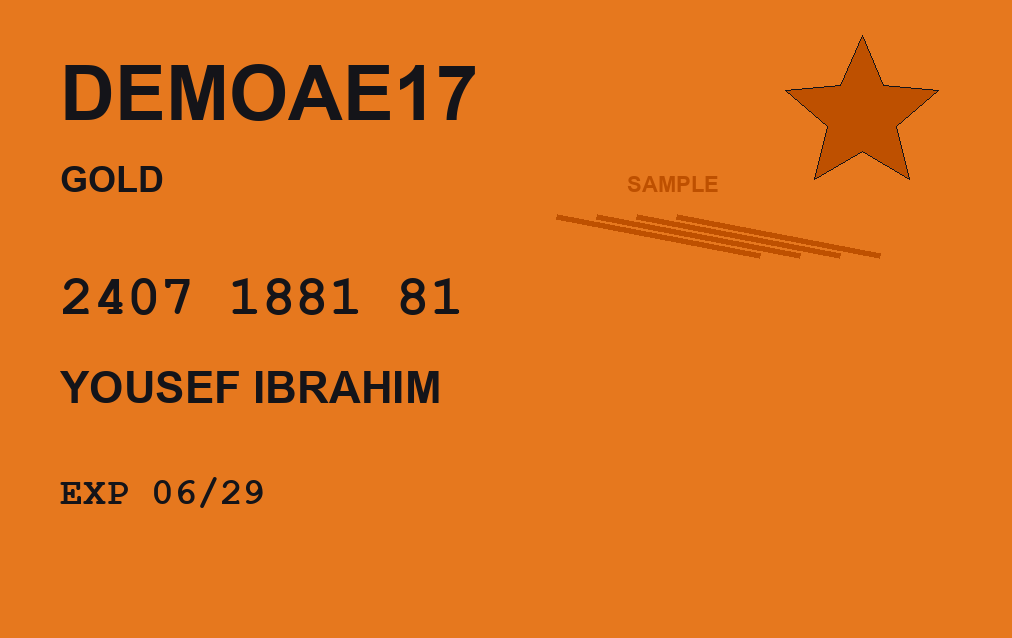 DEMOAE17
GOLD
SAMPLE
2407 1881 81
YOUSEF IBRAHIM
EXP 06/29